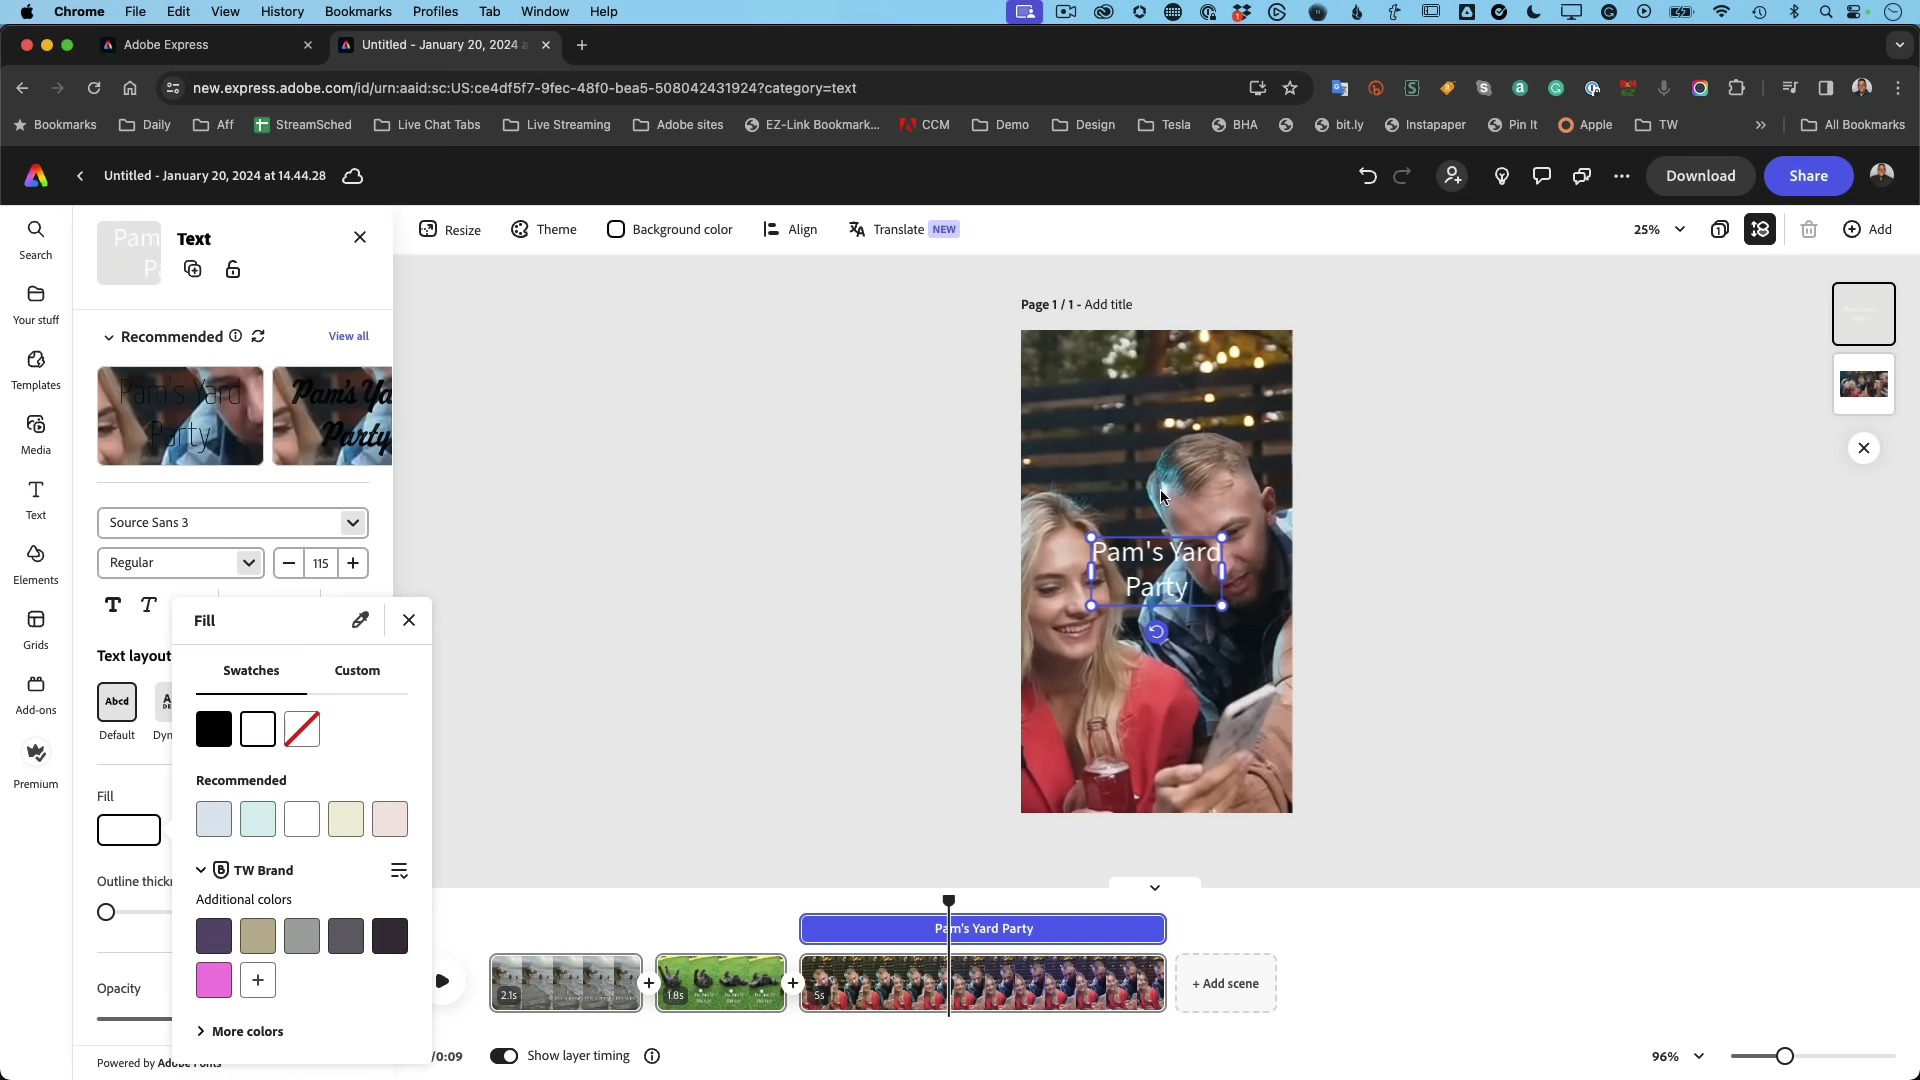 Chrome File Edit View History Bookmarks Profiles Tab Window Help
Adobe Express
Untitled - January 20, 2024 a
new.express.adobe.com/id/urn:aaid:sc:US:ce4df5f7-9fec-48f0-bea5-508042431924?category=text
Bookmarks Daily Aff StreamSched Live Chat Tabs Live Streaming Adobe sites EZ-Link Bookmark... CCM Demo Design Tesla BHA bit.ly Instapaper Pin It Apple TW » All Bookmarks
Untitled - January 20, 2024 at 14.44.28
Download Share
Search
Your stuff
Templates
Media
Text
Elements
Grids
Add-ons
Premium
Pam
Pa
Text
Recommended View all
Pam's Yard
Party
Pam's Ya
Party
Source Sans 3
Regular 115
T T
Text layout
Abcd
Default
Dyn
Fill
Outline thickn
Opacity
Powered by Adobe Fonts
Fill
Swatches Custom
Recommended
B TW Brand
Additional colors
+
More colors
Resize Theme Background color Align Translate NEW
25% 1 Add
Page 1 / 1 - Add title
Pam's Yard
Party
Pam's Yard Party
2.1s 1.8s 5s + Add scene
/0:09 Show layer timing
96%